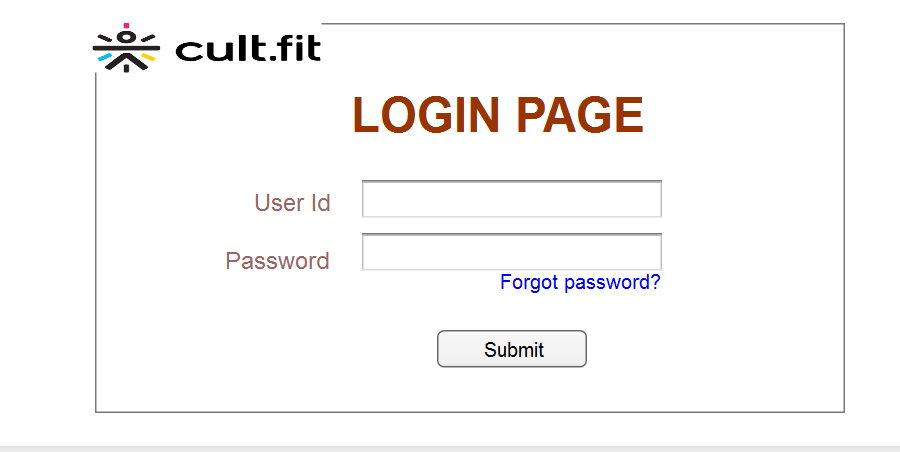 cult.fit
LOGIN PAGE
User Id
Password
Forgot password?
Submit